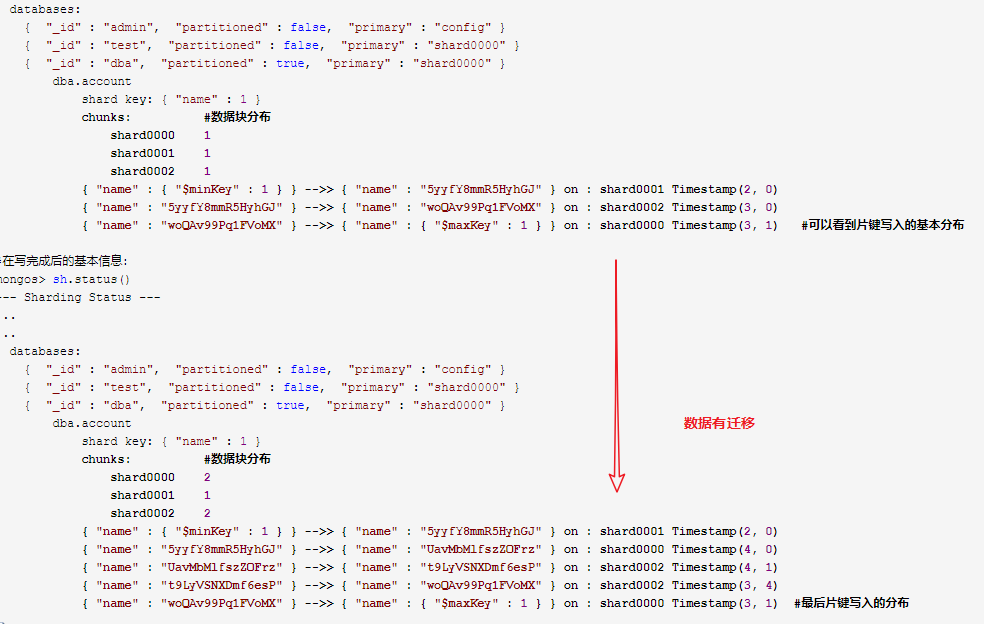 databases:
{  "_id" : "admin",  "partitioned" : false,  "primary" : "config" }
{  "_id" : "test",  "partitioned" : false,  "primary" : "shard0000" }
{  "_id" : "dba",  "partitioned" : true,  "primary" : "shard0000" }
dba.account
shard key: { "name" : 1 }
chunks:          #数据块分布
shard0000    1
shard0001    1
shard0002    1
{ "name" : { "$minKey" : 1 } } -->> { "name" : "5yyfY8mmR5HyhGJ" } on : shard0001 Timestamp(2, 0)
{ "name" : "5yyfY8mmR5HyhGJ" } -->> { "name" : "woQAv99Pq1FVoMX" } on : shard0002 Timestamp(3, 0)
{ "name" : "woQAv99Pq1FVoMX" } -->> { "name" : { "$maxKey" : 1 } } on : shard0000 Timestamp(3, 1)   #可以看到片键写入的基本分布
在写完成后的基本信息:
mongos> sh.status()
--- Sharding Status ---
..
..
databases:
{  "_id" : "admin",  "partitioned" : false,  "primary" : "config" }
{  "_id" : "test",  "partitioned" : false,  "primary" : "shard0000" }
{  "_id" : "dba",  "partitioned" : true,  "primary" : "shard0000" }
数据有迁移
dba.account
shard key: { "name" : 1 }
chunks:          #数据块分布
shard0000    2
shard0001    1
shard0002    2
{ "name" : { "$minKey" : 1 } } -->> { "name" : "5yyfY8mmR5HyhGJ" } on : shard0001 Timestamp(2, 0)
{ "name" : "5yyfY8mmR5HyhGJ" } -->> { "name" : "UavMbMlfszZOFrz" } on : shard0000 Timestamp(4, 0)
{ "name" : "UavMbMlfszZOFrz" } -->> { "name" : "t9LyVSNXDmf6esP" } on : shard0002 Timestamp(4, 1)
{ "name" : "t9LyVSNXDmf6esP" } -->> { "name" : "woQAv99Pq1FVoMX" } on : shard0002 Timestamp(3, 4)
{ "name" : "woQAv99Pq1FVoMX" } -->> { "name" : { "$maxKey" : 1 } } on : shard0000 Timestamp(3, 1)  #最后片键写入的分布